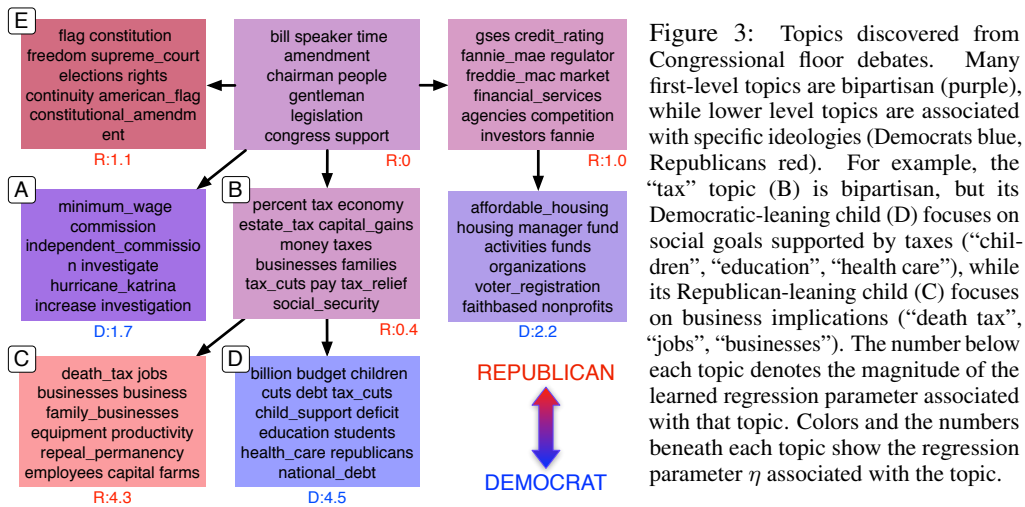 E
flag constitution
freedom supreme_court
elections rights
continuity american_flag
constitutional_amendm
ent
R:1.1
bill speaker time
amendment
chairman people
gentleman
legislation
congress support
R:0
gses credit_rating
fannie_mae regulator
freddie_mac market
financial_services
agencies competition
investors fannie
R:1.0
A
minimum_wage
commission
independent_commissio
n investigate
hurricane_katrina
increase investigation
D:1.7
B
percent tax economy
estate_tax capital_gains
money taxes
businesses families
tax_cuts pay tax_relief
social_security
R:0.4
affordable_housing
housing manager fund
activities funds
organizations
voter_registration
faithbased nonprofits
D:2.2
C
death_tax jobs
businesses business
family_businesses
equipment productivity
repeal_permanency
employees capital farms
R:4.3
D
billion budget children
cuts debt tax_cuts
child_support deficit
education students
health_care republicans
national_debt
D:4.5
REPUBLICAN
DEMOCRAT
Figure 3: Topics discovered from
Congressional floor debates. Many
first-level topics are bipartisan (purple),
while lower level topics are associated
with specific ideologies (Democrats blue,
Republicans red). For example, the
“tax” topic (B) is bipartisan, but its
Democratic-leaning child (D) focuses on
social goals supported by taxes (“chil-
dren”, “education”, “health care”), while
its Republican-leaning child (C) focuses
on business implications (“death tax”,
“jobs”, “businesses”). The number below
each topic denotes the magnitude of the
learned regression parameter associated
with that topic. Colors and the numbers
beneath each topic show the regression
parameter η associated with the topic.